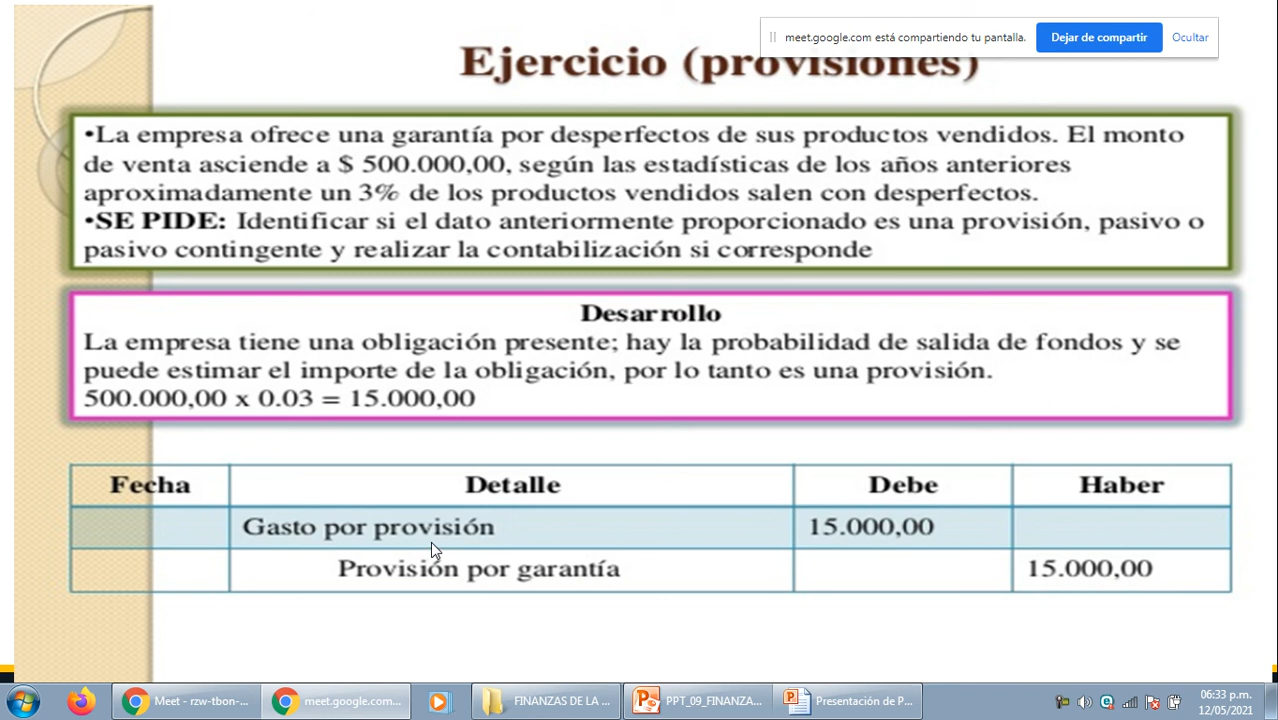 meet.google.com está compartiendo tu pantalla.
Dejar de compartir
Ocultar
Ejercicio (provisiones)
•La empresa ofrece una garantía por desperfectos de sus productos vendidos. El monto
de venta asciende a $ 500.000,00, según las estadísticas de los años anteriores
aproximadamente un 3% de los productos vendidos salen con desperfectos.
•SE PIDE: Identificar si el dato anteriormente proporcionado es una provisión, pasivo o
pasivo contingente y realizar la contabilización si corresponde
Desarrollo
La empresa tiene una obligación presente; hay la probabilidad de salida de fondos y se
puede estimar el importe de la obligación, por lo tanto es una provisión.
500.000,00 x 0.03 = 15.000,00
Fecha Detalle Debe Haber
Gasto por provisión 15.000,00
Provisión por garantía 15.000,00
Meet - rzw-tbon-...
meet.google.com...
FINANZAS DE LA ...
PPT_09_FINANZA...
Presentación de P...
06:33 p.m.
12/05/2021